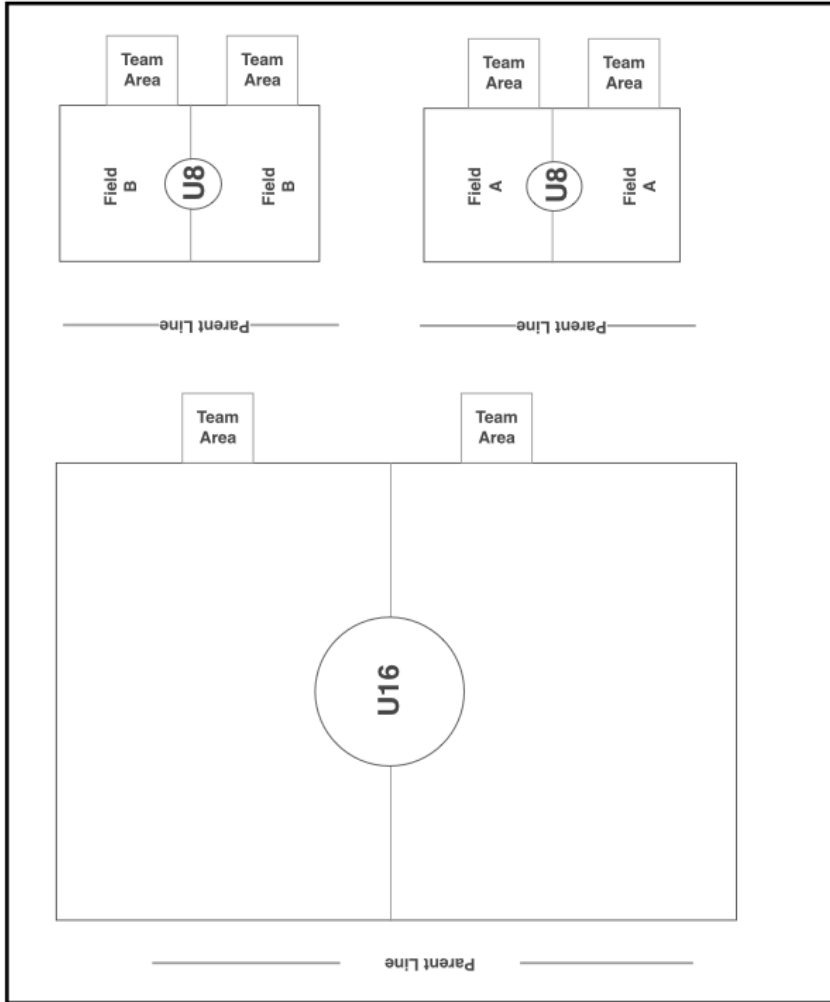 Team
Area
Team
Area
Team
Area
Team
Area
Field
B
U8
Field
B
Field
A
U8
Field
A
Parent Line
Parent Line
Team
Area
Team
Area
U16
Parent Line